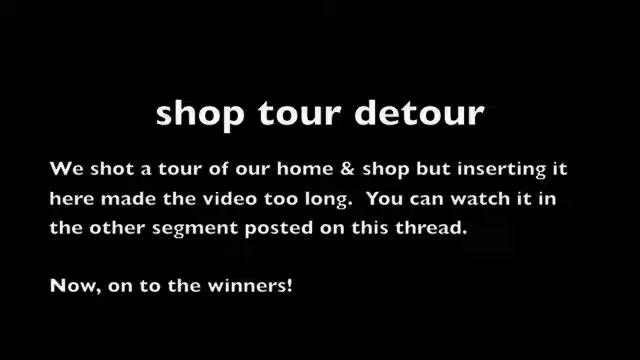 shop tour detour
We shot a tour of our home & shop but inserting it
here made the video too long.  You can watch it in
the other segment posted on this thread.
Now, on to the winners!